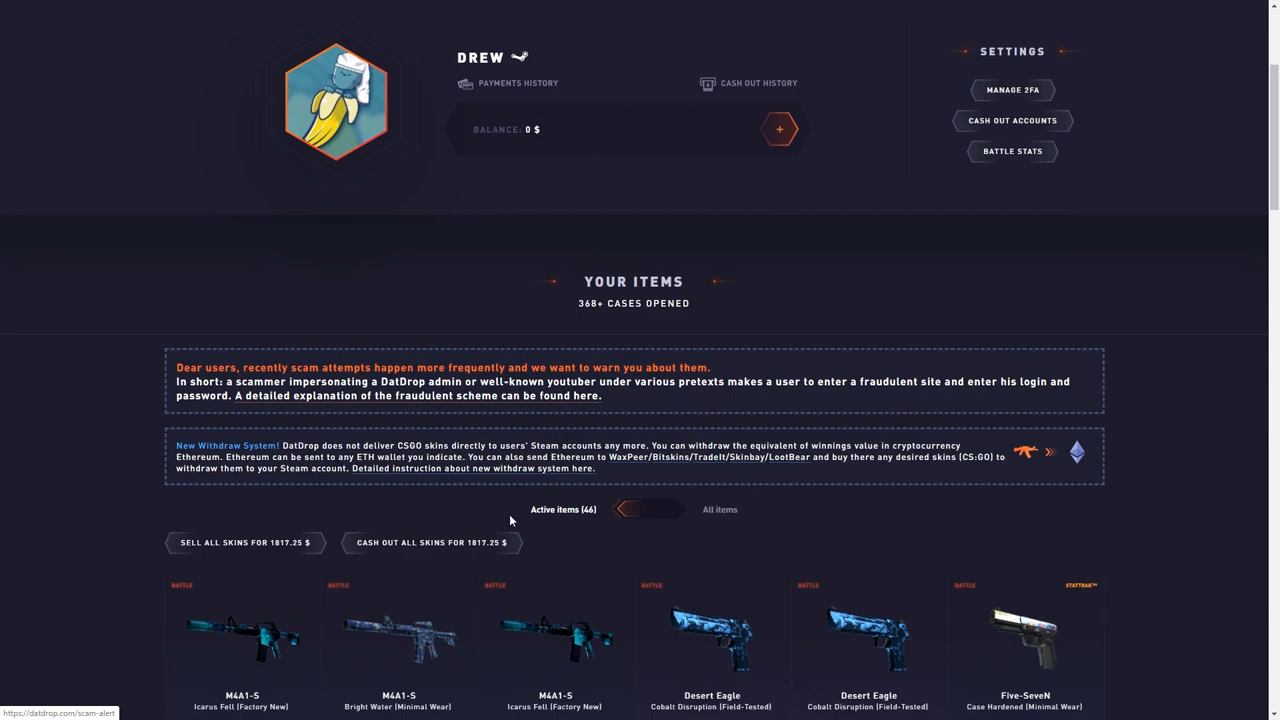 DREW
SETTINGS
PAYMENTS HISTORY
CASH OUT HISTORY
MANAGE 2FA
BALANCE: 0 $
+
CASH OUT ACCOUNTS
BATTLE STATS
YOUR ITEMS
368+ CASES OPENED
Dear users, recently scam attempts happen more frequently and we want to warn you about them.
In short: a scammer impersonating a DatDrop admin or well-known youtuber under various pretexts makes a user to enter a fraudulent site and enter his login and
password. A detailed explanation of the fraudulent scheme can be found here.
New Withdraw System! DatDrop does not deliver CSGO skins directly to users' Steam accounts any more. You can withdraw the equivalent of winnings value in cryptocurrency
Ethereum. Ethereum can be sent to any ETH wallet you indicate. You can also send Ethereum to WaxPeer/Bitskins/TradeIt/Skinbay/LootBear and buy there any desired skins (CS:GO) to
withdraw them to your Steam account. Detailed instruction about new withdraw system here.
Active items (46)
All items
SELL ALL SKINS FOR 1817.25 $
CASH OUT ALL SKINS FOR 1817.25 $
BATTLE
BATTLE
BATTLE
BATTLE
BATTLE
BATTLE
STATTRAK™
M4A1-S
M4A1-S
M4A1-S
Desert Eagle
Desert Eagle
Five-SeveN
Icarus Fell (Factory New)
Bright Water (Minimal Wear)
Icarus Fell (Factory New)
Cobalt Disruption (Field-Tested)
Cobalt Disruption (Field-Tested)
Case Hardened (Minimal Wear)
https://datdrop.com/scam-alert